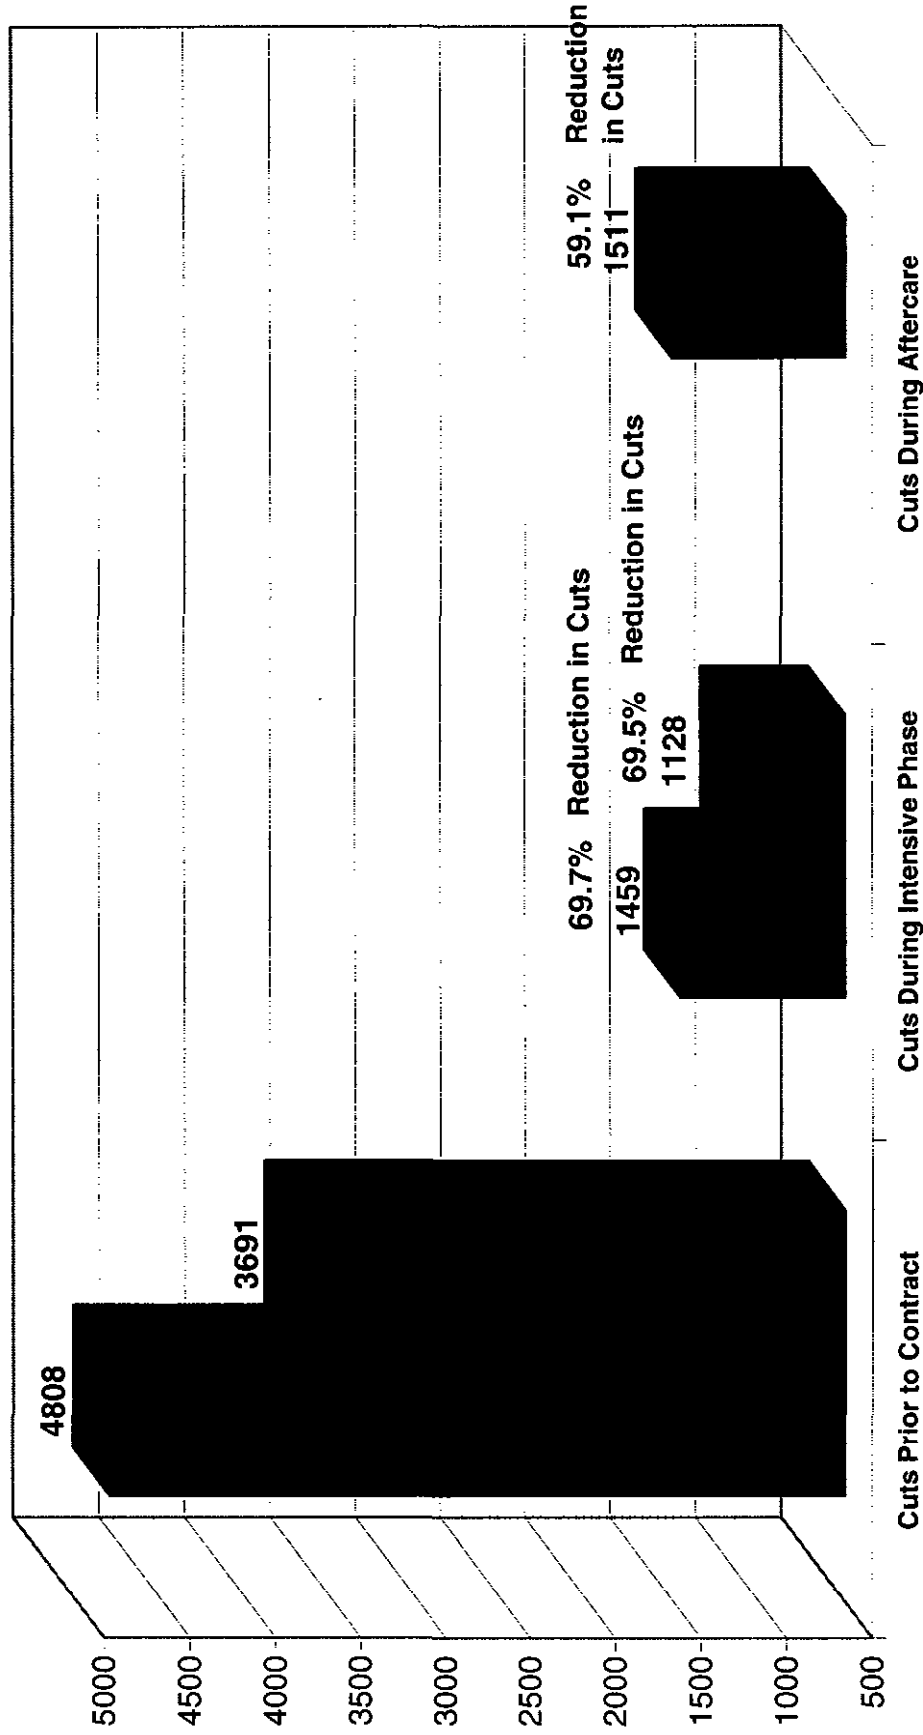 5000
4500
4000
3500
3000
2500
2000
1500
1000
500
4808
3691
69.7% Reduction in Cuts
1459
69.5% Reduction in Cuts
1128
59.1% Reduction
1511 in Cuts
Cuts Prior to Contract
Cuts During Intensive Phase
Cuts During Aftercare